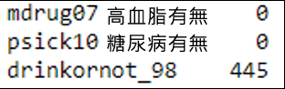 mdrug07 高血脂有無 0
psick10 糖尿病有無 0
drinkornot_98 445